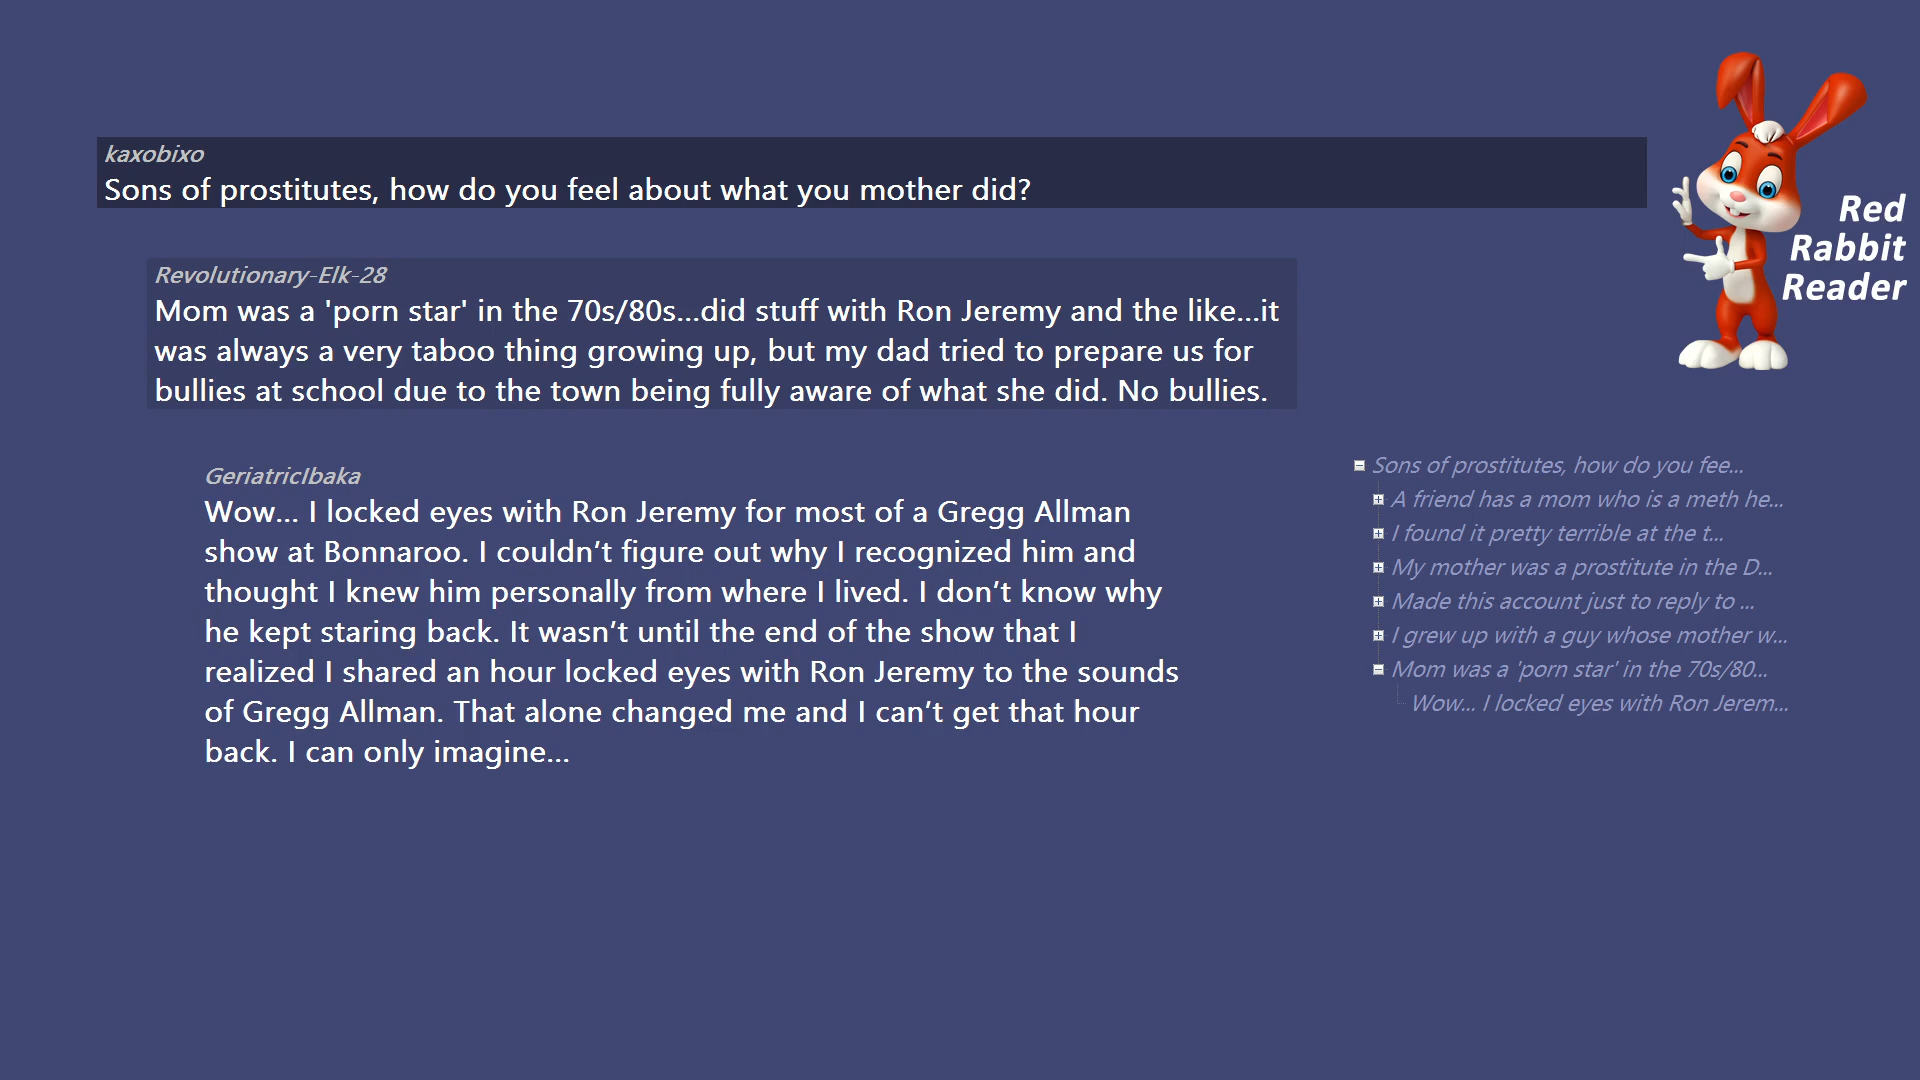 kaxobixo
Sons of prostitutes, how do you feel about what you mother did?
Revolutionary-Elk-28
Mom was a 'porn star' in the 70s/80s...did stuff with Ron Jeremy and the like...it
was always a very taboo thing growing up, but my dad tried to prepare us for
bullies at school due to the town being fully aware of what she did. No bullies.
GeriatricIbaka
Wow... I locked eyes with Ron Jeremy for most of a Gregg Allman
show at Bonnaroo. I couldn’t figure out why I recognized him and
thought I knew him personally from where I lived. I don’t know why
he kept staring back. It wasn’t until the end of the show that I
realized I shared an hour locked eyes with Ron Jeremy to the sounds
of Gregg Allman. That alone changed me and I can’t get that hour
back. I can only imagine...
Red
Rabbit
Reader
Sons of prostitutes, how do you fee...
A friend has a mom who is a meth he...
I found it pretty terrible at the t...
My mother was a prostitute in the D...
Made this account just to reply to ...
I grew up with a guy whose mother w...
Mom was a 'porn star' in the 70s/80...
Wow... I locked eyes with Ron Jerem...